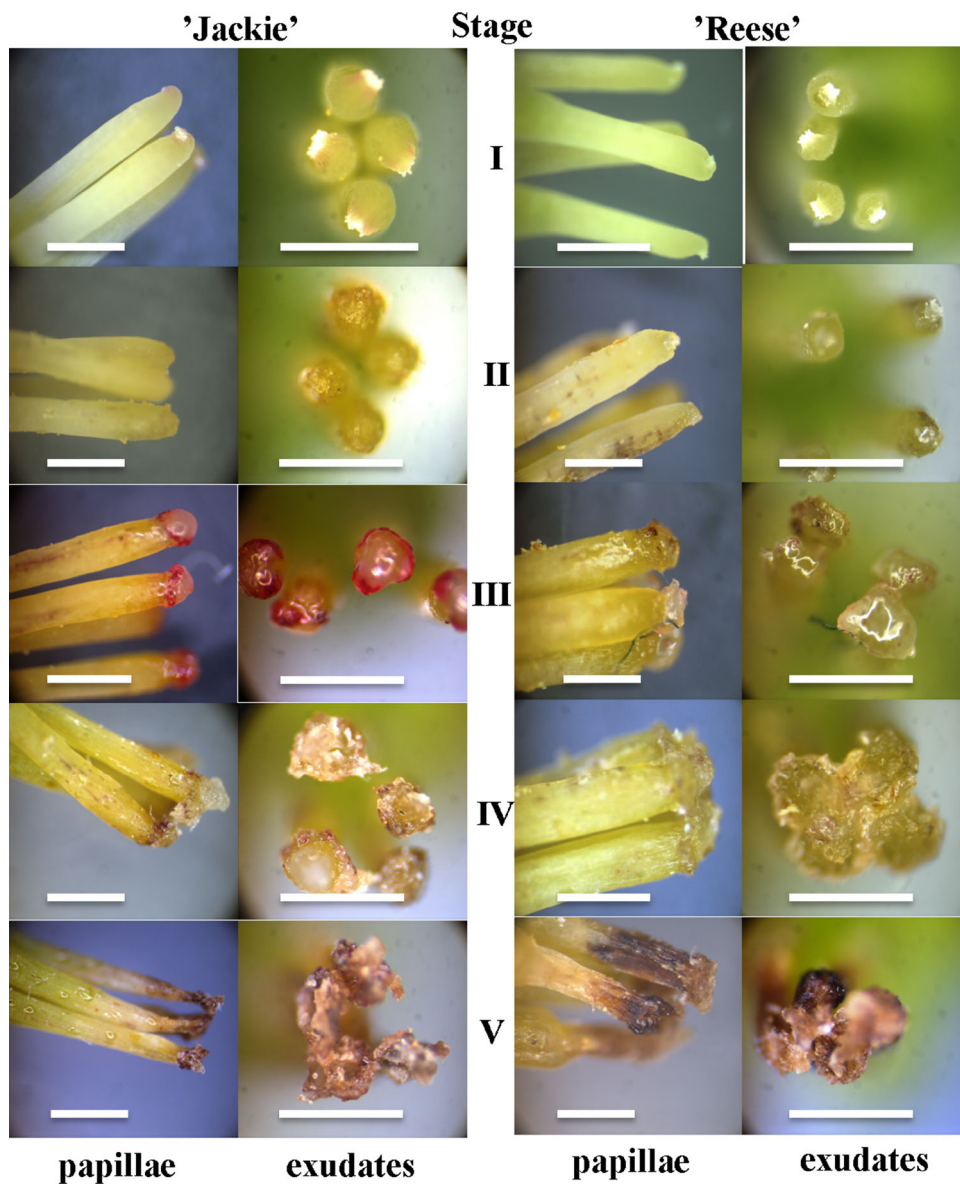 ’Jackie’ Stage ’Reese’
I
II
III
IV
V
papillae exudates papillae exudates